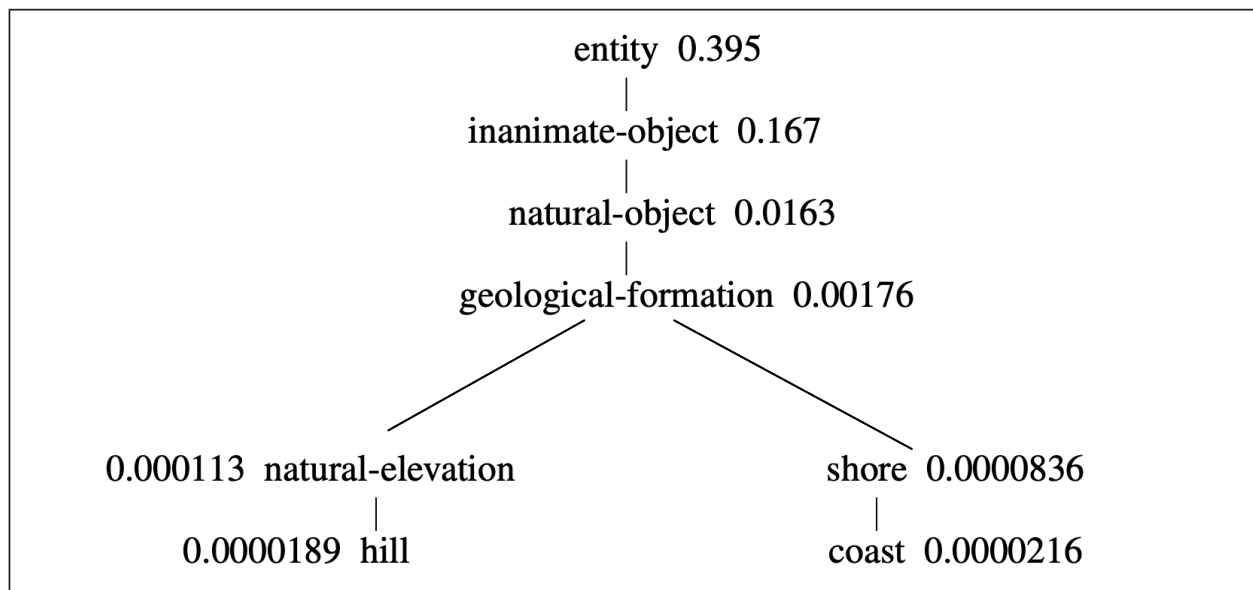 entity 0.395
inanimate-object 0.167
natural-object 0.0163
geological-formation 0.00176
0.000113 natural-elevation
shore 0.0000836
0.0000189 hill
coast 0.0000216